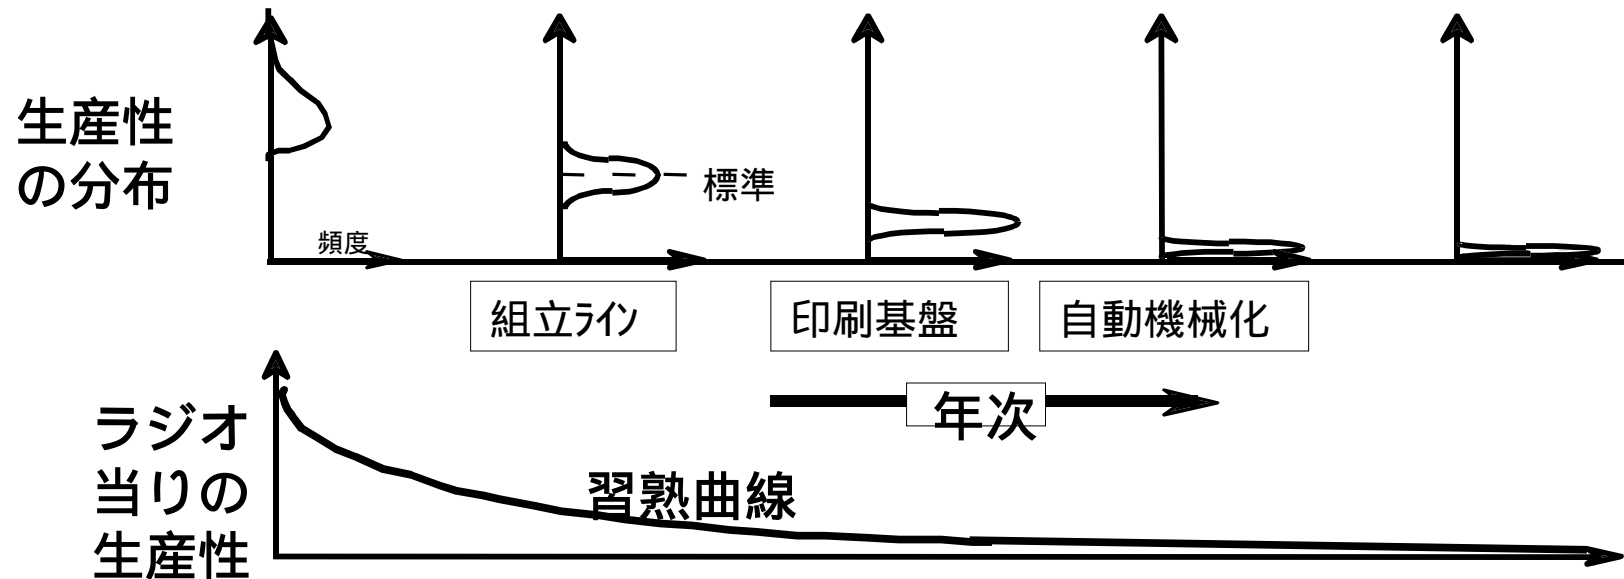 生産性
の分布
頻度
標準
組立ﾗｲﾝ
印刷基盤
自動機械化
年次
ラジオ
当りの
生産性
習熟曲線